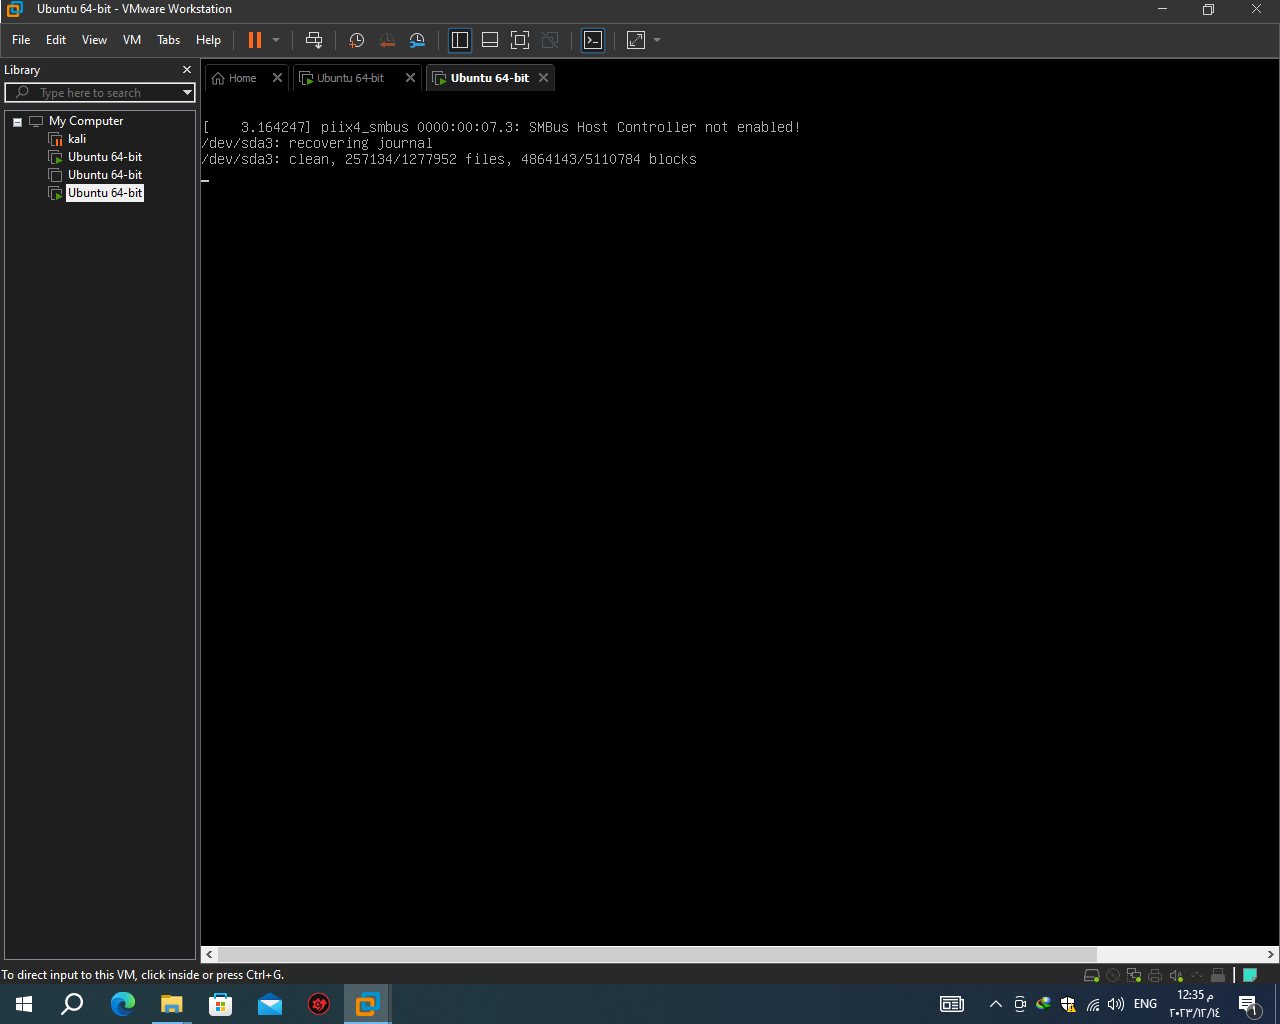 Ubuntu 64-bit - VMware Workstation
File Edit View VM Tabs Help
Library
Type here to search
My Computer
kali
Ubuntu 64-bit
Ubuntu 64-bit
Ubuntu 64-bit
Home
Ubuntu 64-bit
Ubuntu 64-bit
[    3.164247] piix4_smbus 0000:00:07.3: SMBus Host Controller not enabled!
/dev/sda3: recovering journal
/dev/sda3: clean, 257134/1277952 files, 4864143/5110784 blocks
To direct input to this VM, click inside or press Ctrl+G.
ENG
12:35 م
٢٠٢٣/١٢/١٤
١